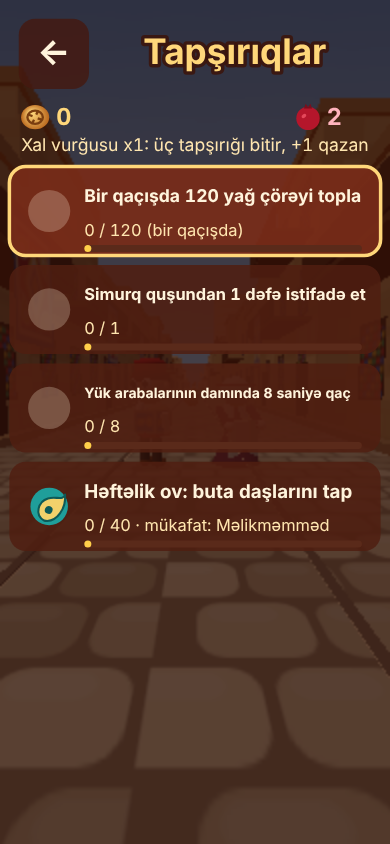 Tapşırıqlar
0
2
Xal vurğusu x1: üç tapşırığı bitir, +1 qazan
Bir qaçışda 120 yağ çörəyi topla
0 / 120 (bir qaçışda)
Simurq quşundan 1 dəfə istifadə et
0 / 1
Yük arabalarının damında 8 saniyə qaç
0 / 8
Həftəlik ov: buta daşlarını tap
0 / 40 · mükafat: Məlikməmməd